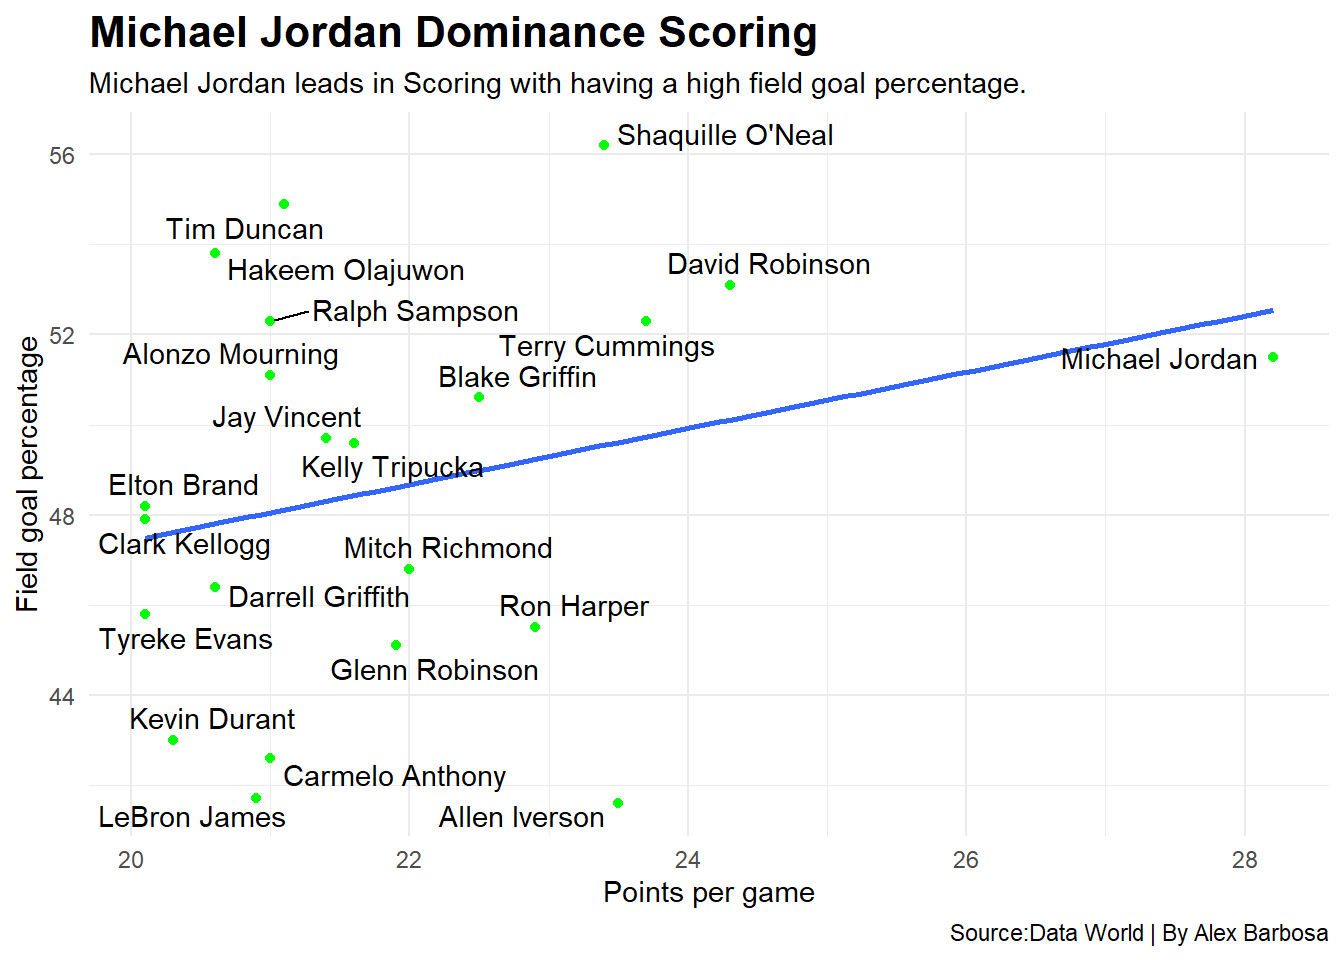 Michael Jordan Dominance Scoring
Michael Jordan leads in Scoring with having a high field goal percentage.
Shaquille O'Neal
56
Tim Duncan
Hakeem Olajuwon
David Robinson
Ralph Sampson
52
Terry Cummings
Alonzo Mourning
Michael Jordan
Blake Griffin
Jay Vincent
Kelly Tripucka
Elton Brand
48
Clark Kellogg
Mitch Richmond
Darrell Griffith
Ron Harper
Tyreke Evans
Glenn Robinson
44
Kevin Durant
Carmelo Anthony
LeBron James
Allen Iverson
Field goal percentage
20 22 24 26 28
Points per game
Source:Data World | By Alex Barbosa